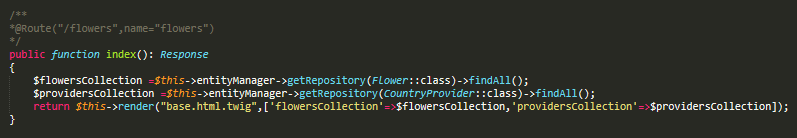 /**
*@Route("/flowers",name="flowers")
*/
public function index(): Response
{
$flowersCollection =$this->entityManager->getRepository(Flower::class)->findAll();
$providersCollection =$this->entityManager->getRepository(CountryProvider::class)->findAll();
return $this->render("base.html.twig",['flowersCollection'=>$flowersCollection,'providersCollection'=>$providersCollection]);
}